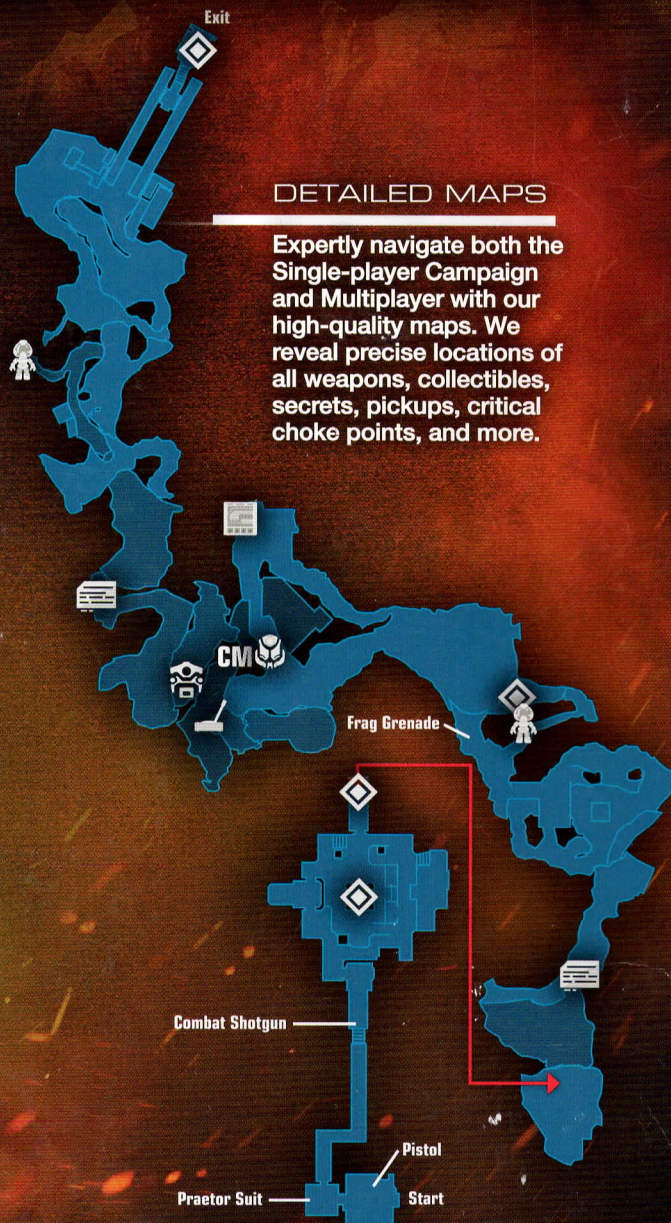 Exit
DETAILED MAPS
Expertly navigate both the
Single-player Campaign
and Multiplayer with our
high-quality maps. We
reveal precise locations of
all weapons, collectibles,
secrets, pickups, critical
choke points, and more.
CM
Frag Grenade
Combat Shotgun
Pistol
Praetor Suit
Start